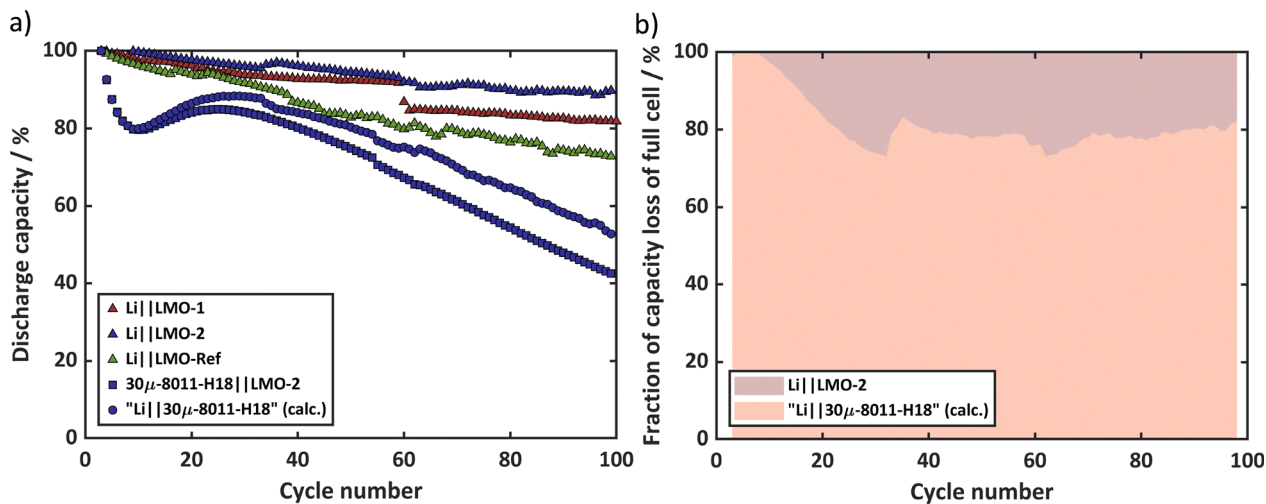 a)
100
80
60
40
20
0
Discharge capacity / %
Li||LMO-1
Li||LMO-2
Li||LMO-Ref
30μ-8011-H18||LMO-2
"Li||30μ-8011-H18" (calc.)
0 20 40 60 80 100
Cycle number
b)
100
80
60
40
20
0
Fraction of capacity loss of full cell / %
Li||LMO-2
"Li||30μ-8011-H18" (calc.)
0 20 40 60 80 100
Cycle number